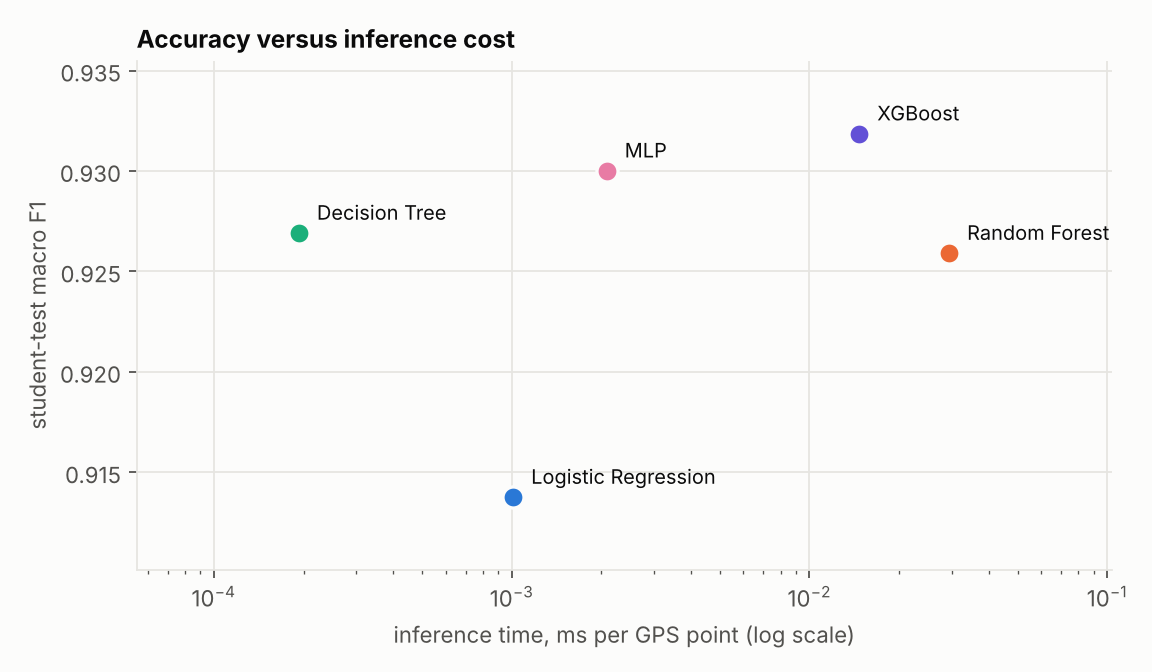 Accuracy versus inference cost
0.935
0.930
0.925
0.920
0.915
student-test macro F1
XGBoost
MLP
Decision Tree
Random Forest
Logistic Regression
10⁻⁴ 10⁻³ 10⁻² 10⁻¹
inference time, ms per GPS point (log scale)